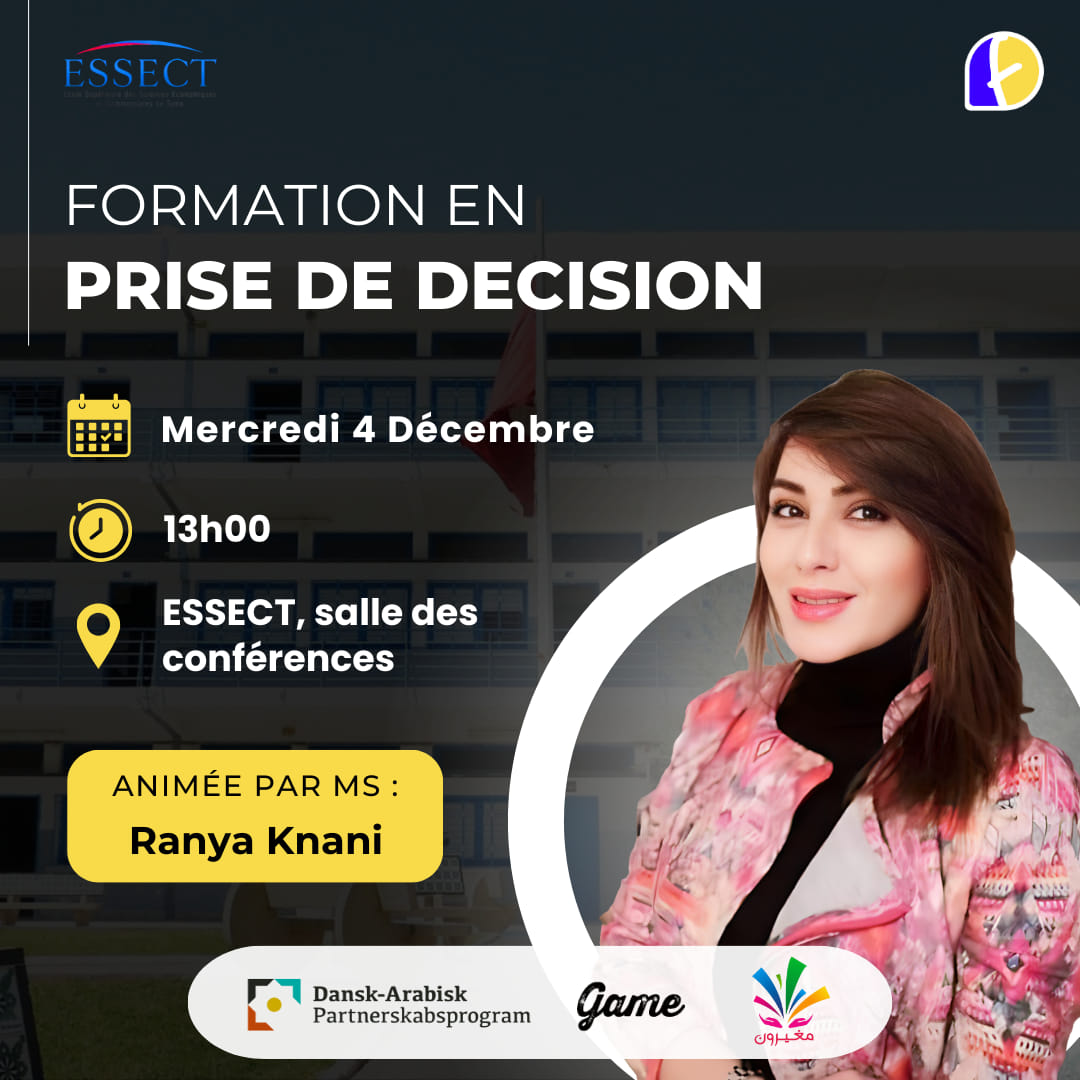 ESSECT
FORMATION EN
PRISE DE DECISION
Mercredi 4 Décembre
13h00
ESSECT, salle des
conférences
ANIMÉE PAR MS :
Ranya Knani
Dansk-Arabisk
Partnerskabsprogram
Game
مغيرون